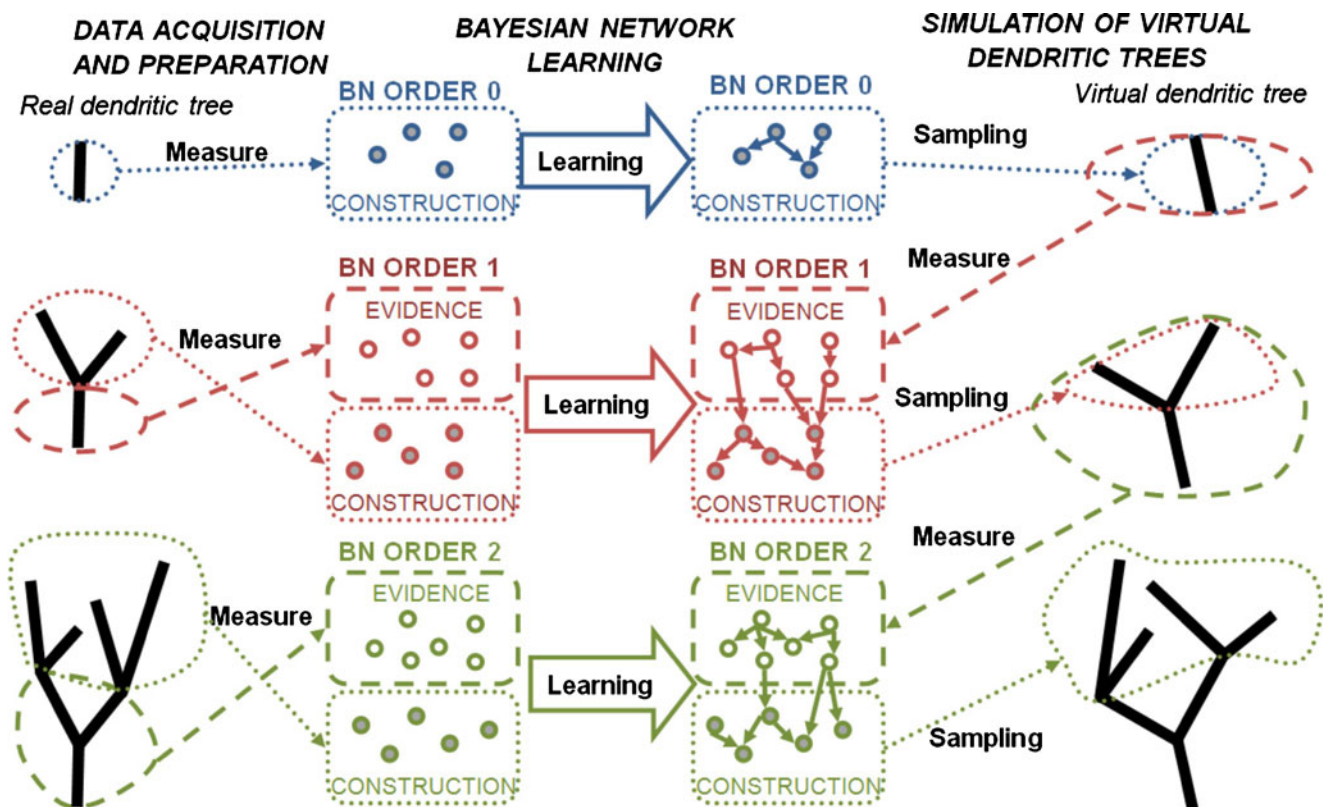 DATA ACQUISITION
AND PREPARATION
BAYESIAN NETWORK
LEARNING
SIMULATION OF VIRTUAL
DENDRITIC TREES
Real dendritic tree
Virtual dendritic tree
BN ORDER 0
BN ORDER 0
Measure
Learning
Sampling
CONSTRUCTION
CONSTRUCTION
Measure
BN ORDER 1
BN ORDER 1
EVIDENCE
EVIDENCE
Measure
Learning
Sampling
CONSTRUCTION
CONSTRUCTION
Measure
BN ORDER 2
BN ORDER 2
EVIDENCE
EVIDENCE
Measure
Learning
Sampling
CONSTRUCTION
CONSTRUCTION